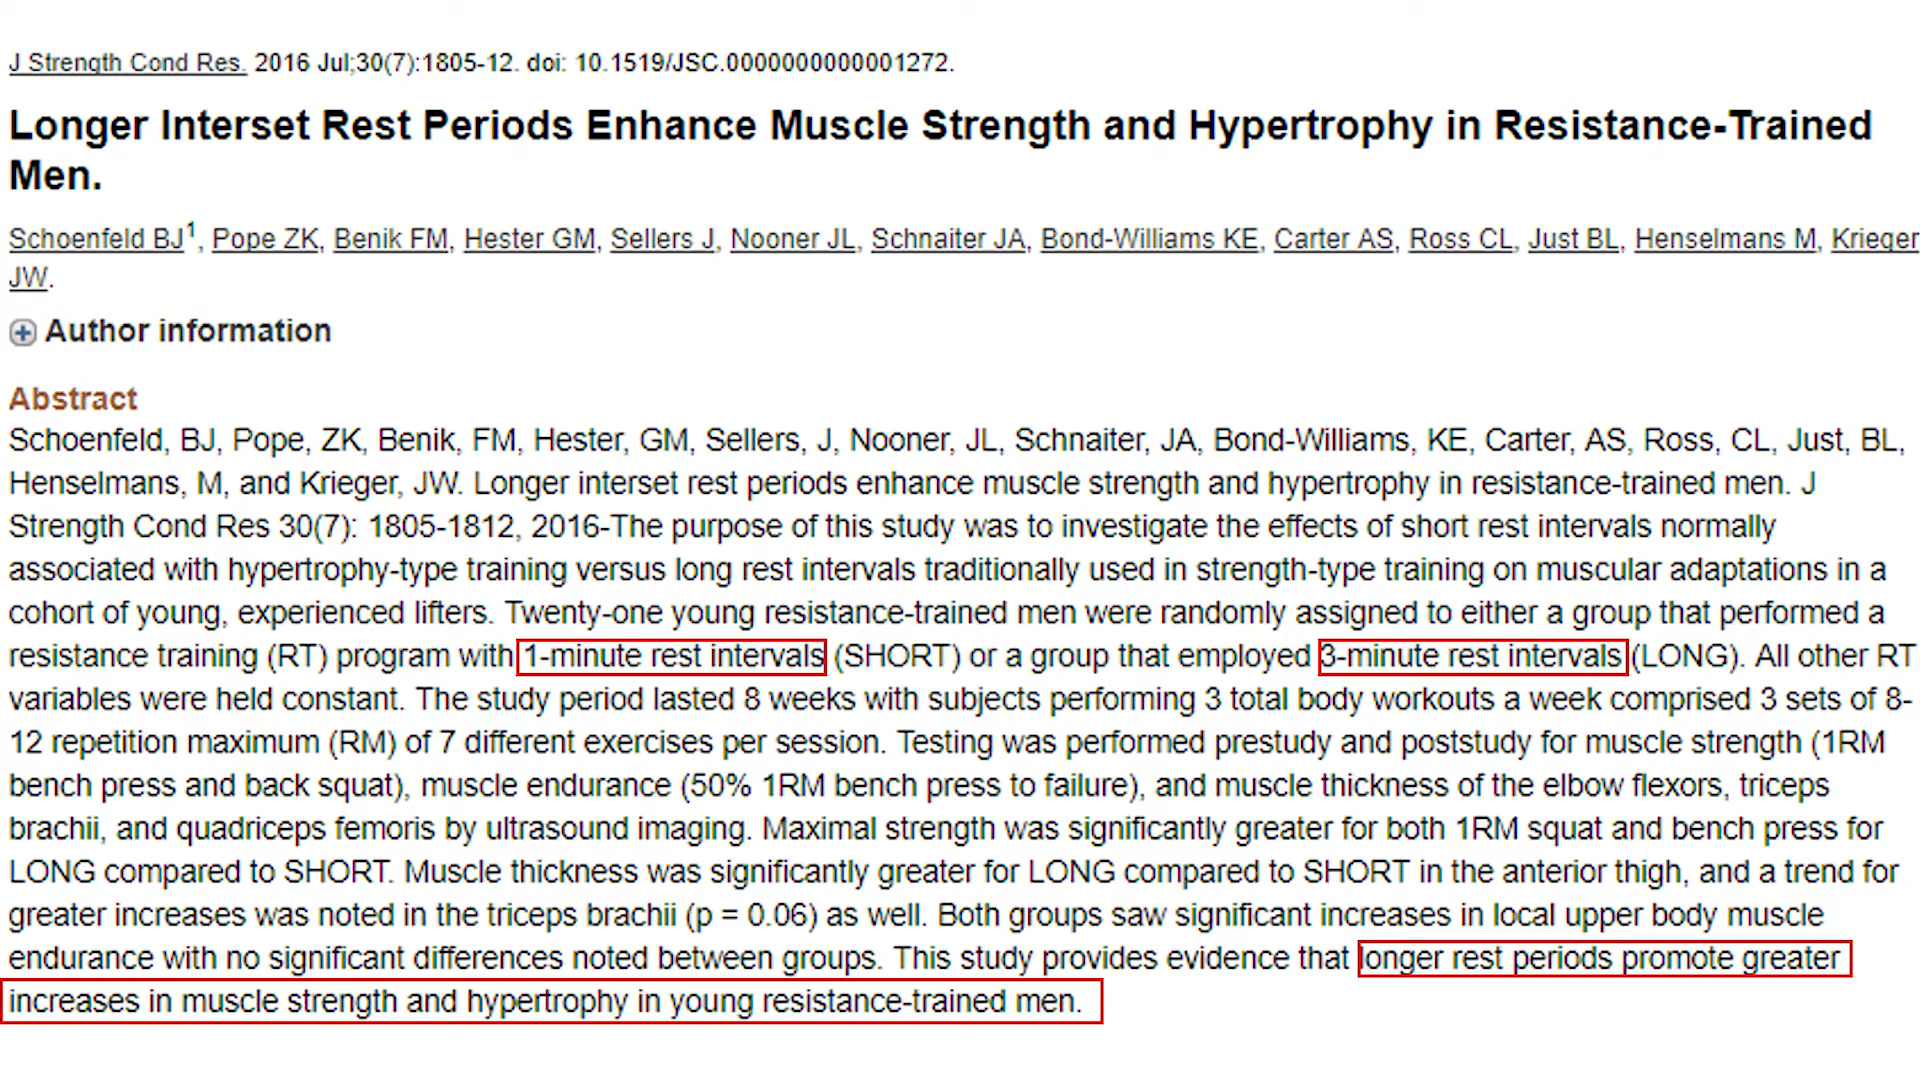 J Strength Cond Res. 2016 Jul;30(7):1805-12. doi: 10.1519/JSC.0000000000001272.
Longer Interset Rest Periods Enhance Muscle Strength and Hypertrophy in Resistance-Trained
Men.
Schoenfeld BJ1, Pope ZK, Benik FM, Hester GM, Sellers J, Nooner JL, Schnaiter JA, Bond-Williams KE, Carter AS, Ross CL, Just BL, Henselmans M, Krieger
JW.
Author information
Abstract
Schoenfeld, BJ, Pope, ZK, Benik, FM, Hester, GM, Sellers, J, Nooner, JL, Schnaiter, JA, Bond-Williams, KE, Carter, AS, Ross, CL, Just, BL,
Henselmans, M, and Krieger, JW. Longer interset rest periods enhance muscle strength and hypertrophy in resistance-trained men. J
Strength Cond Res 30(7): 1805-1812, 2016-The purpose of this study was to investigate the effects of short rest intervals normally
associated with hypertrophy-type training versus long rest intervals traditionally used in strength-type training on muscular adaptations in a
cohort of young, experienced lifters. Twenty-one young resistance-trained men were randomly assigned to either a group that performed a
resistance training (RT) program with 1-minute rest intervals (SHORT) or a group that employed 3-minute rest intervals (LONG). All other RT
variables were held constant. The study period lasted 8 weeks with subjects performing 3 total body workouts a week comprised 3 sets of 8-
12 repetition maximum (RM) of 7 different exercises per session. Testing was performed prestudy and poststudy for muscle strength (1RM
bench press and back squat), muscle endurance (50% 1RM bench press to failure), and muscle thickness of the elbow flexors, triceps
brachii, and quadriceps femoris by ultrasound imaging. Maximal strength was significantly greater for both 1RM squat and bench press for
LONG compared to SHORT. Muscle thickness was significantly greater for LONG compared to SHORT in the anterior thigh, and a trend for
greater increases was noted in the triceps brachii (p = 0.06) as well. Both groups saw significant increases in local upper body muscle
endurance with no significant differences noted between groups. This study provides evidence that longer rest periods promote greater
increases in muscle strength and hypertrophy in young resistance-trained men.